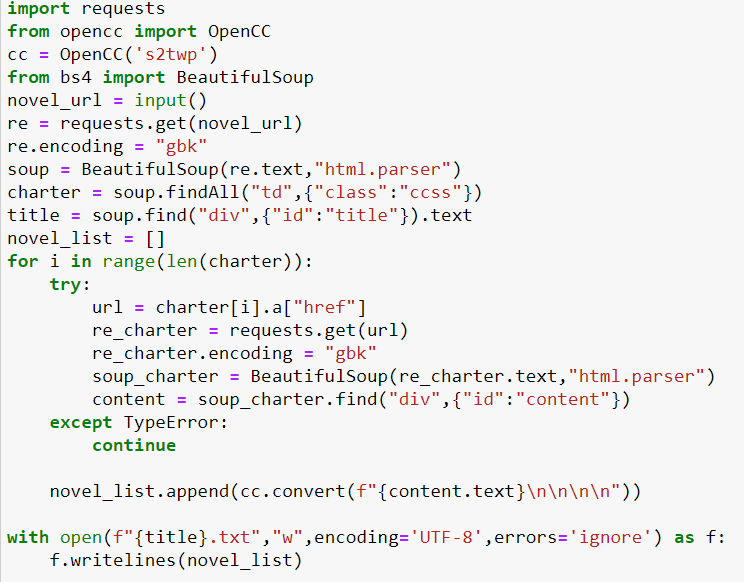 import requests
from opencc import OpenCC
cc = OpenCC('s2twp')
from bs4 import BeautifulSoup
novel_url = input()
re = requests.get(novel_url)
re.encoding = "gbk"
soup = BeautifulSoup(re.text,"html.parser")
charter = soup.findAll("td",{"class":"ccss"})
title = soup.find("div",{"id":"title"}).text
novel_list = []
for i in range(len(charter)):
    try:
        url = charter[i].a["href"]
        re_charter = requests.get(url)
        re_charter.encoding = "gbk"
        soup_charter = BeautifulSoup(re_charter.text,"html.parser")
        content = soup_charter.find("div",{"id":"content"})
    except TypeError:
        continue

    novel_list.append(cc.convert(f"{content.text}\n\n\n\n"))

with open(f"{title}.txt","w",encoding='UTF-8',errors='ignore') as f:
    f.writelines(novel_list)